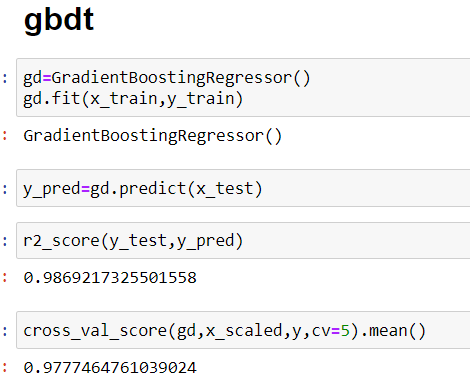 gbdt
: gd=GradientBoostingRegressor()
gd.fit(x_train,y_train)
: GradientBoostingRegressor()
: y_pred=gd.predict(x_test)
: r2_score(y_test,y_pred)
: 0.9869217332501558
: cross_val_score(gd,x_scaled,y,cv=5).mean()
: 0.9777464761039024